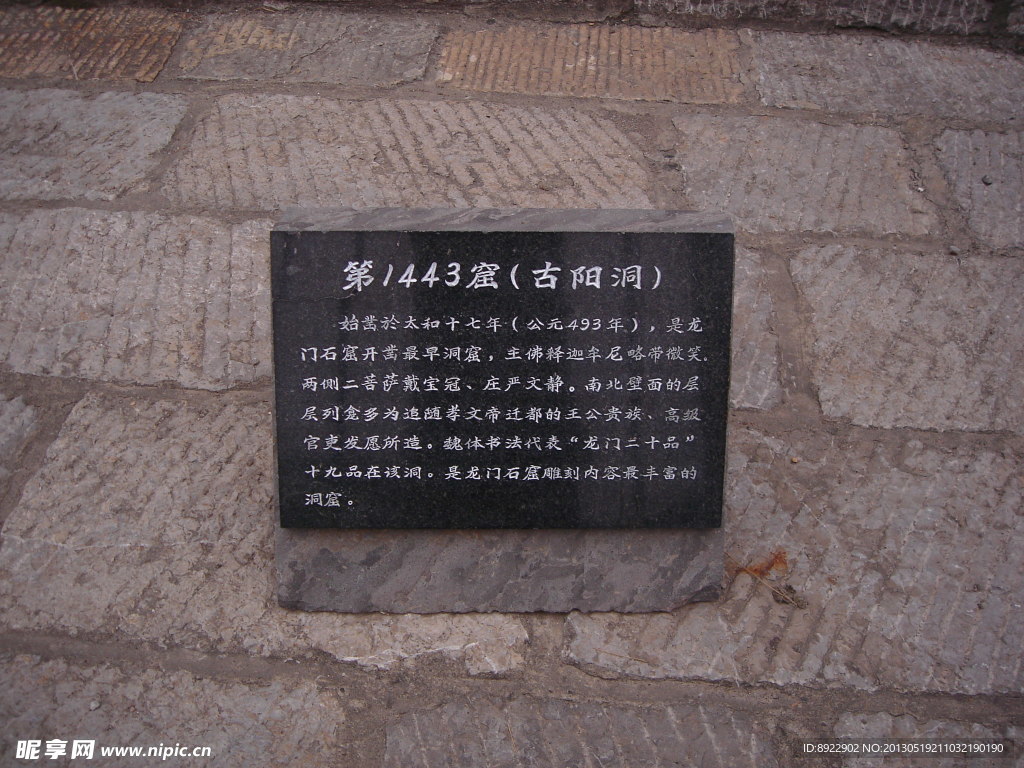 第1443窟(古阳洞)
始凿於太和十七年(公元493年),是龙
门石窟开凿最早洞窟,主佛释迦牟尼略带微笑。
两侧二菩萨戴宝冠、庄严文静。南北壁面的层
层列龛多为追随孝文帝迁都的王公贵族、高级
官吏发愿所造。魏体书法代表“龙门二十品”
十九品在该洞。是龙门石窟雕刻内容最丰富的
洞窟。
昵享网 www.nipic.cn
ID:8922902 NO:20130519211032190190